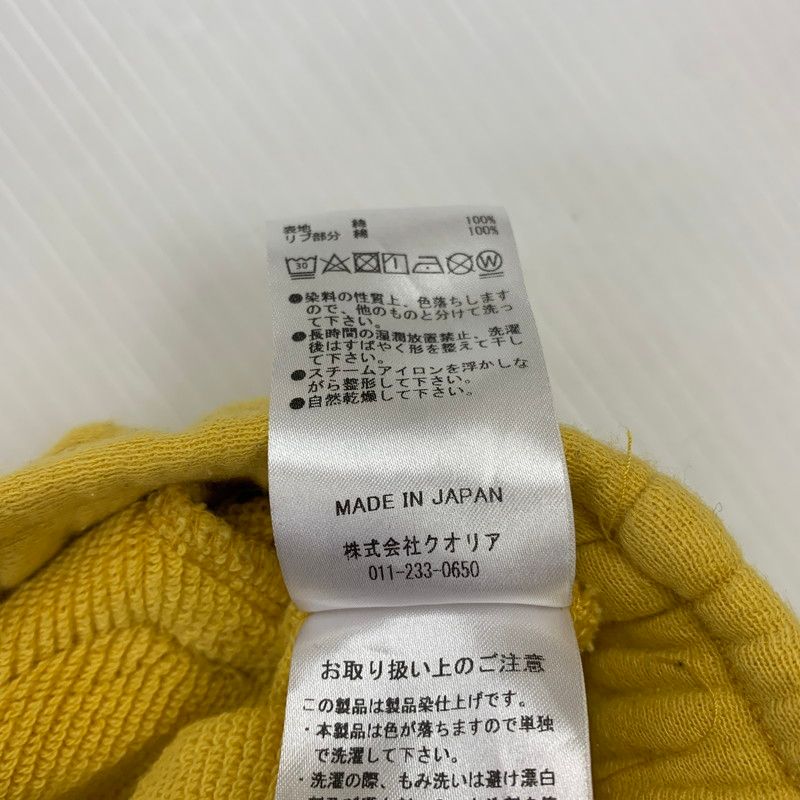 表地 綿 100%
リブ部分 綿 100%
30 W
●染料の性質上、色落ちします
ので、他のものと分けて洗っ
て下さい。
●長時間の湿潤放置禁止、洗濯
後はすばやく形を整えて干し
て下さい。
●スチームアイロンを浮かしな
がら整形して下さい。
●自然乾燥して下さい。
MADE IN JAPAN
株式会社クオリア
011-233-0650
お取り扱い上のご注意
この製品は製品染仕上げです。
・本製品は色が落ちますので単独
で洗濯して下さい。
・洗濯の際、もみ洗いは避け漂白